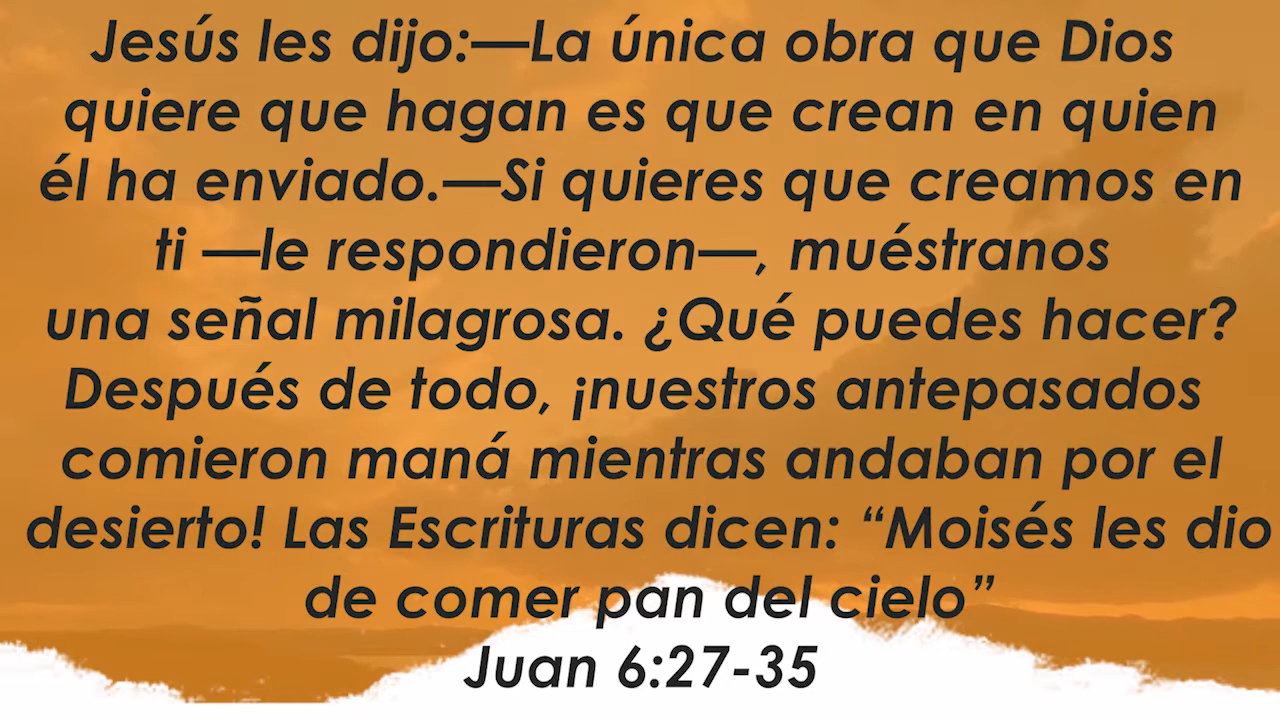 Jesús les dijo:—La única obra que Dios
quiere que hagan es que crean en quien
él ha enviado.—Si quieres que creamos en
ti —le respondieron—, muéstranos
una señal milagrosa. ¿Qué puedes hacer?
Después de todo, ¡nuestros antepasados
comieron maná mientras andaban por el
desierto! Las Escrituras dicen: “Moisés les dio
de comer pan del cielo”
Juan 6:27-35